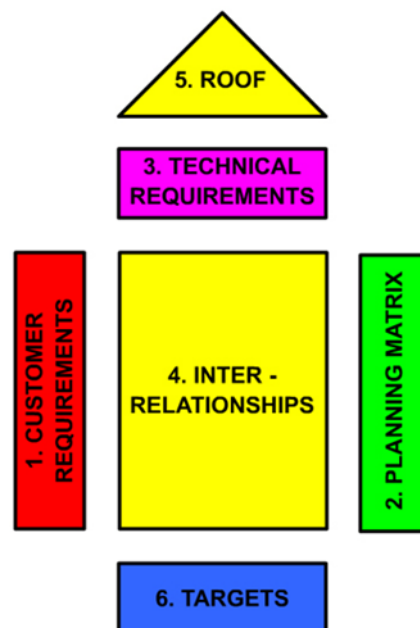 5. ROOF
3. TECHNICAL
REQUIREMENTS
1. CUSTOMER
REQUIREMENTS
4. INTER -
RELATIONSHIPS
2. PLANNING MATRIX
6. TARGETS